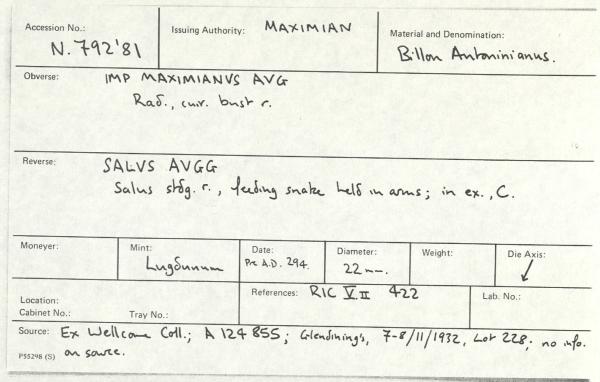 Accession No.: Issuing Authority: MAXIMIAN Material and Denomination:
N. 792'81 Billon Antoninianus.
Obverse: IMP MAXIMIANVS AVG
Rad., cuir. bust r.
Reverse: SALVS AVGG
Salus stdg. r., feeding snake held in arms; in ex., C.
Moneyer: Mint: Date: Diameter: Weight: Die Axis:
Lugdunum Pre A.D. 294. 22 mm. ↙
Location: References: RIC V.II 422 Lab. No.:
Cabinet No.: Tray No.:
Source: Ex Wellcome Coll.; A 124855; Glendining's, 7-8/11/1932, Lot 228; no info.
P55298 (S) on source.